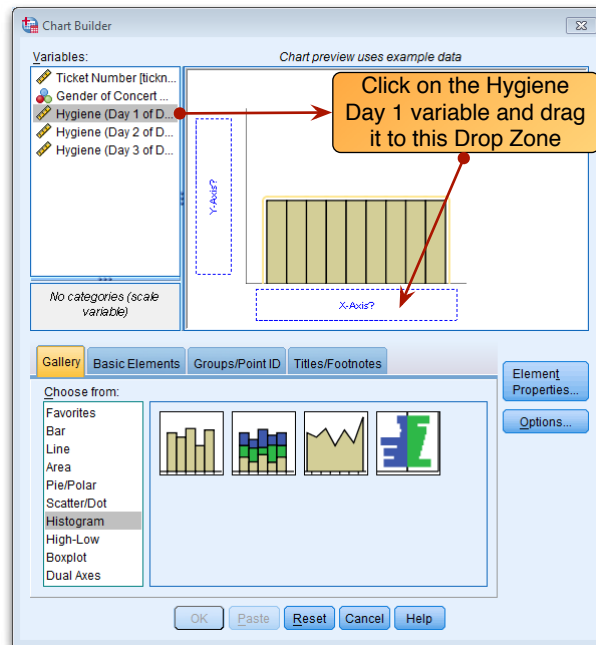 Chart Builder
Variables:
Chart preview uses example data
Ticket Number [tickn...
Gender of Concert ...
Hygiene (Day 1 of D...
Hygiene (Day 2 of D...
Hygiene (Day 3 of D...
Click on the Hygiene
Day 1 variable and drag
it to this Drop Zone
Y-Axis?
X-Axis?
No categories (scale
variable)
Gallery
Basic Elements
Groups/Point ID
Titles/Footnotes
Choose from:
Favorites
Bar
Line
Area
Pie/Polar
Scatter/Dot
Histogram
High-Low
Boxplot
Dual Axes
Element
Properties...
Options...
OK
Paste
Reset
Cancel
Help